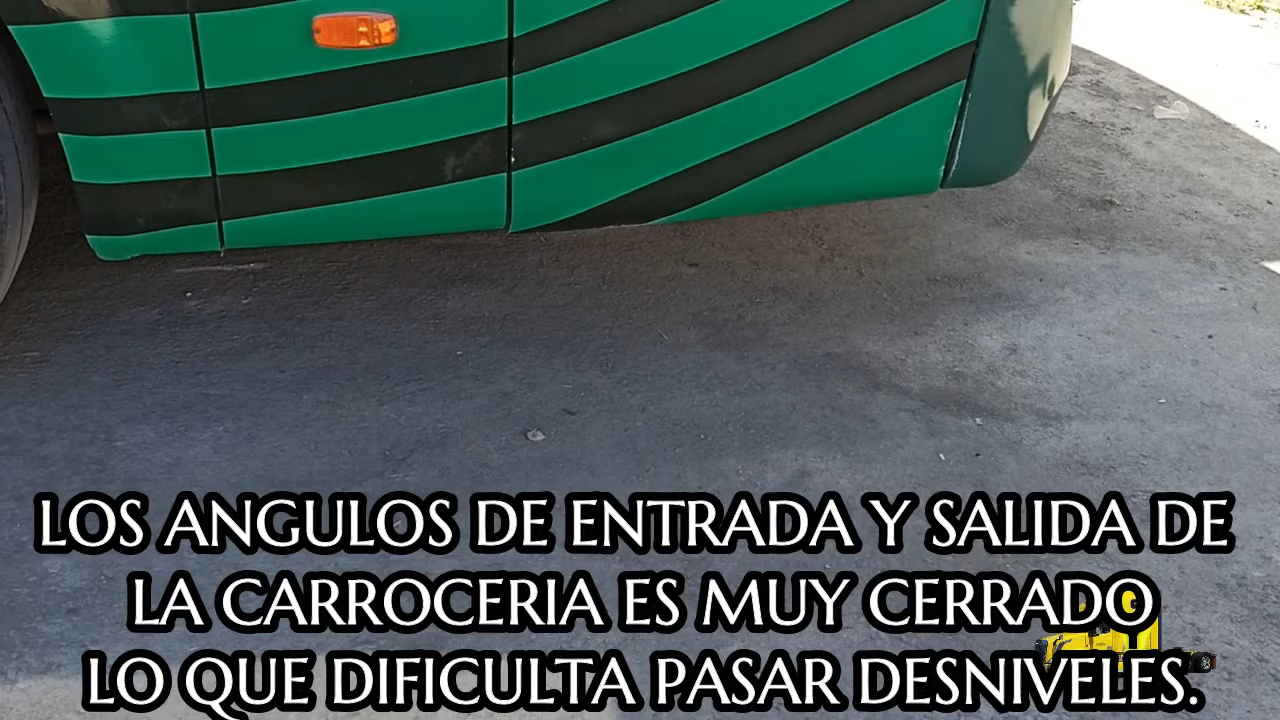 LOS ANGULOS DE ENTRADA Y SALIDA DE
LA CARROCERIA ES MUY CERRADO
LO QUE DIFICULTA PASAR DESNIVELES.